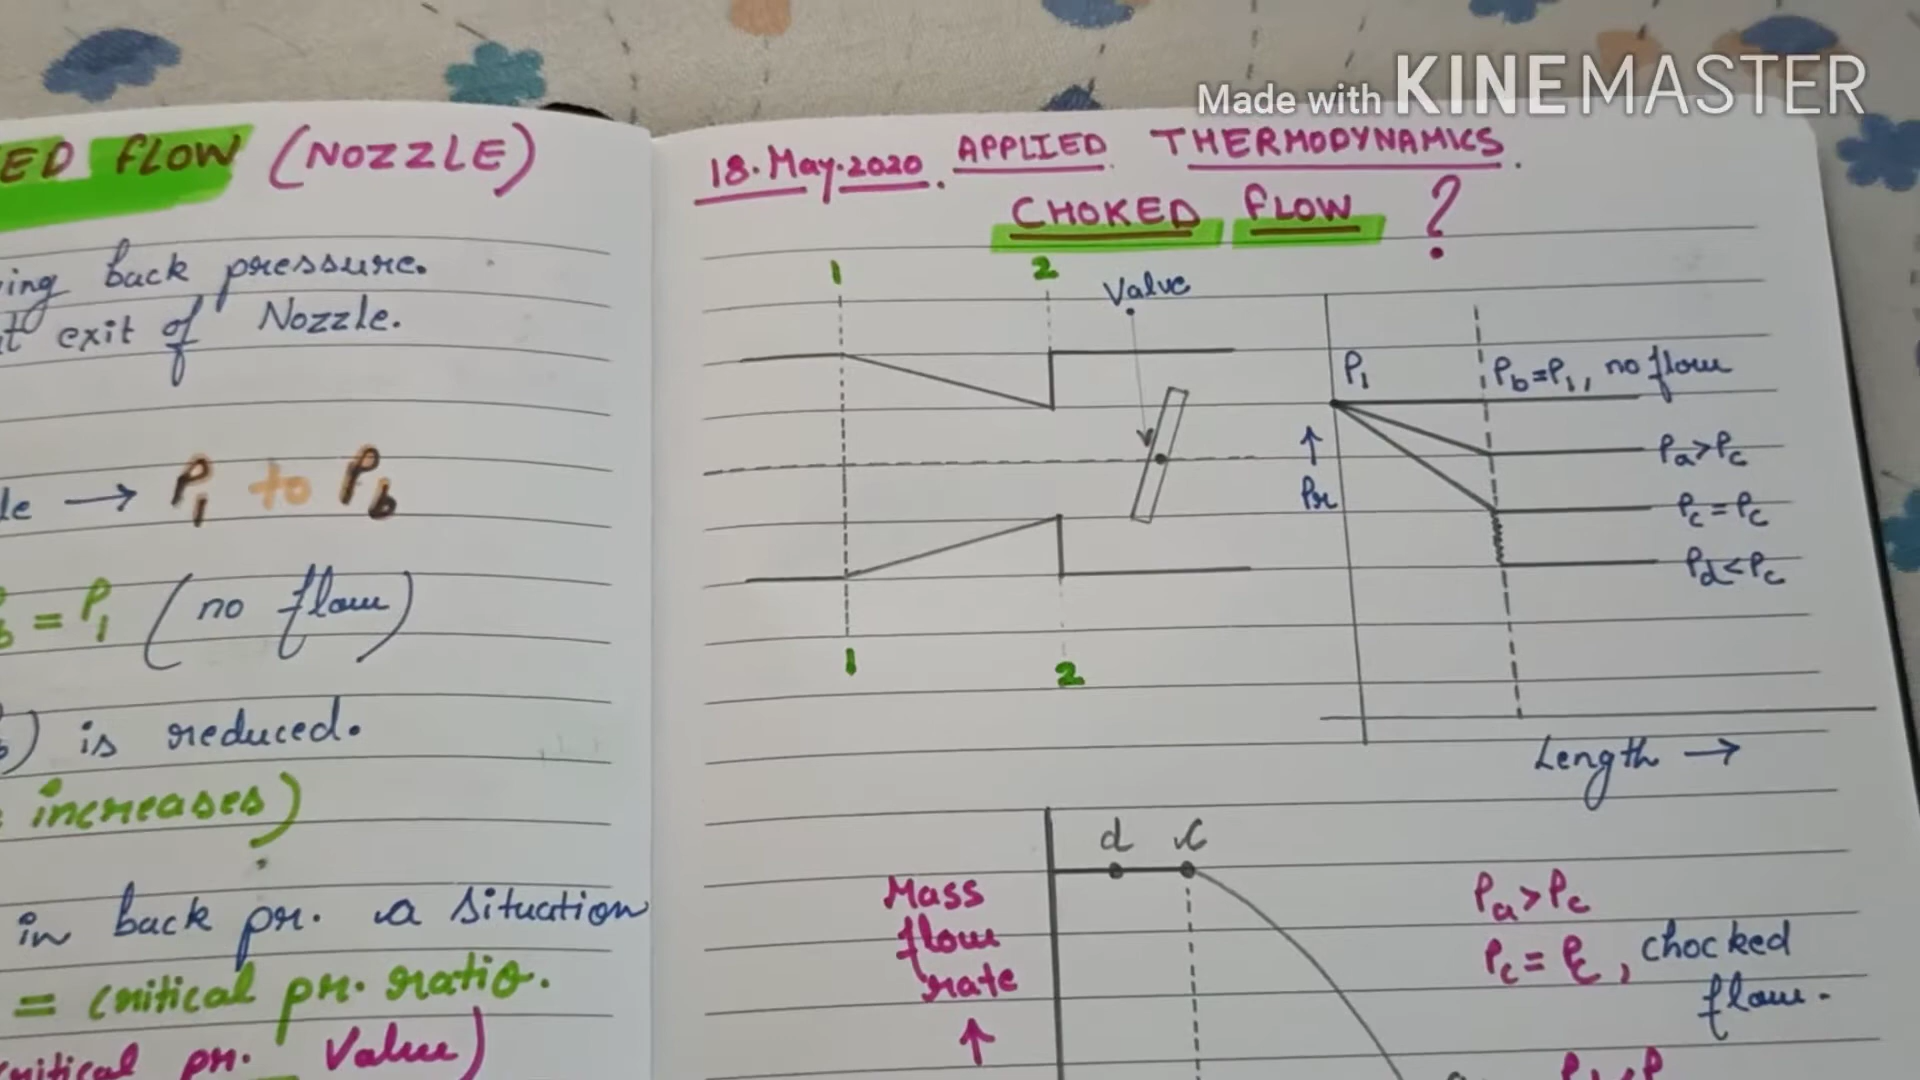 Made with KINEMASTER
ED FLOW (NOZZLE)
ing back pressure.
exit of Nozzle.
→ P1 to Pb
= P1 (no flow)
) is reduced.
increases)
in back pr. a situation
= critical pr. ratio.
pr. Value)
18.May.2020. APPLIED THERMODYNAMICS.
CHOKED FLOW ?
1 2 Valve
1 2
P1 Pb=P1, no flow
Pa>Pc
↑ Pr
Pc=Pc
Pd<Pc
Length →
d c
Mass
flow
rate
↑
Pa>Pc
Pc = Pc, chocked
flow.